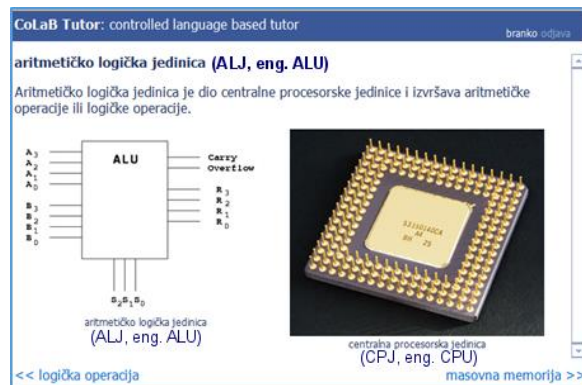 CoLaB Tutor: controlled language based tutor
branko odjava
aritmetičko logička jedinica (ALJ, eng. ALU)
Aritmetičko logička jedinica je dio centralne procesorske jedinice i izvršava aritmetičke
operacije ili logičke operacije.
ALU
A3
A2
A1
A0
B3
B2
B1
B0
Carry
Overflow
R3
R2
R1
R0
S2S1S0
aritmetičko logička jedinica
(ALJ, eng. ALU)
centralna procesorska jedinica
(CPJ, eng. CPU)
<< logička operacija
masovna memorija >>